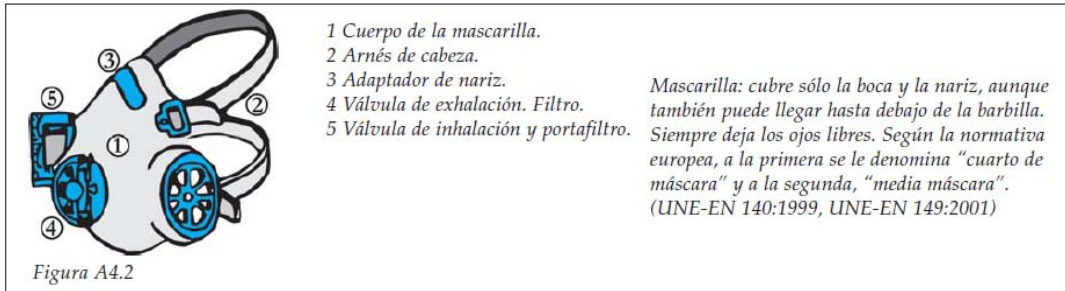 1 Cuerpo de la mascarilla.
2 Arnés de cabeza.
3 Adaptador de nariz.
4 Válvula de exhalación. Filtro.
5 Válvula de inhalación y portafiltro.
Mascarilla: cubre sólo la boca y la nariz, aunque
también puede llegar hasta debajo de la barbilla.
Siempre deja los ojos libres. Según la normativa
europea, a la primera se le denomina “cuarto de
máscara” y a la segunda, “media máscara”.
(UNE-EN 140:1999, UNE-EN 149:2001)
3
5
2
1
4
Figura A4.2